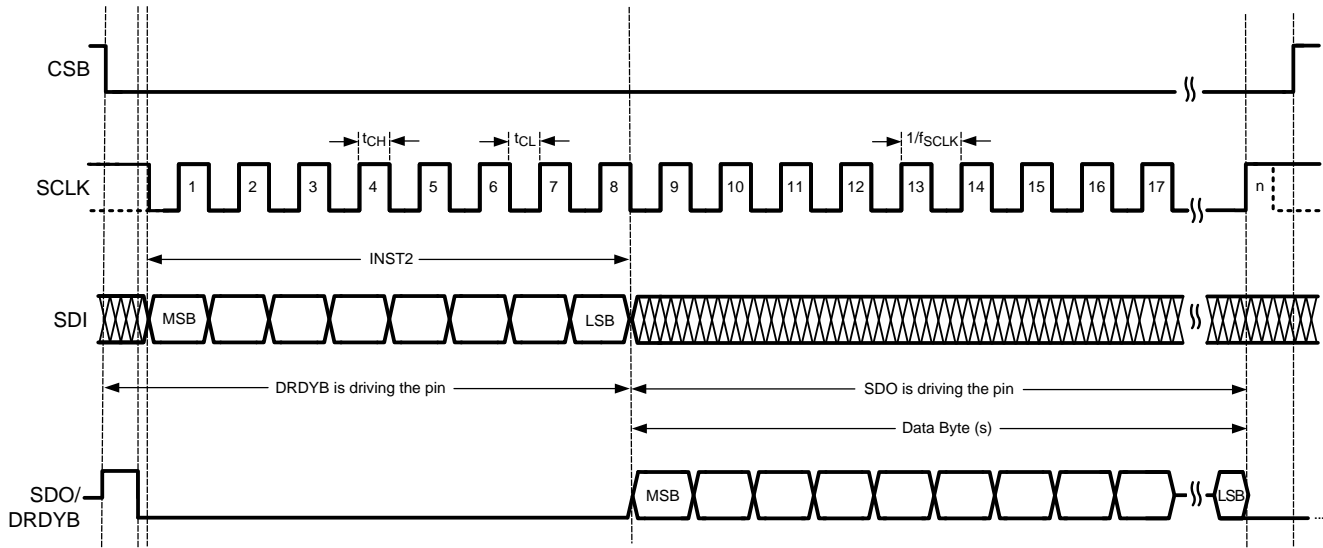 CSB
tCH
tCL
1/fSCLK
SCLK
1 2 3 4 5 6 7 8 9 10 11 12 13 14 15 16 17 n
INST2
SDI
MSB
LSB
DRDYB is driving the pin
SDO is driving the pin
Data Byte (s)
SDO/
DRDYB
MSB
LSB